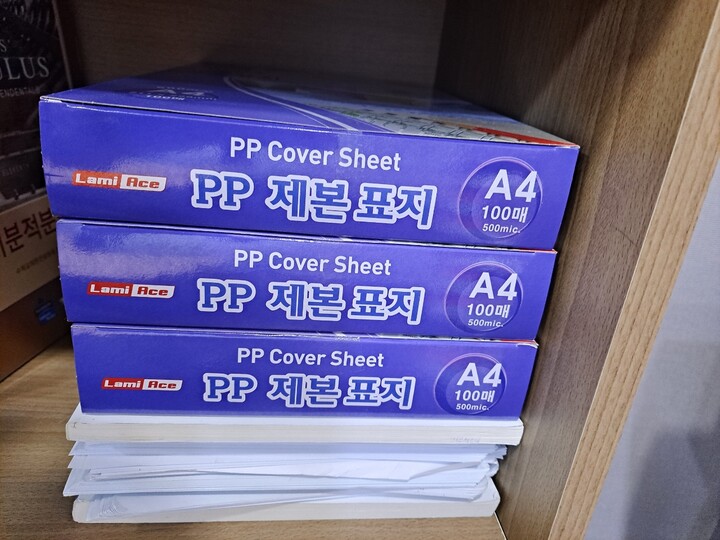 PP Cover Sheet
Lami Ace
PP 제본 표지
A4
100매
500mic.
PP Cover Sheet
Lami Ace
PP 제본 표지
A4
100매
500mic.
PP Cover Sheet
Lami Ace
PP 제본 표지
A4
100매
500mic.